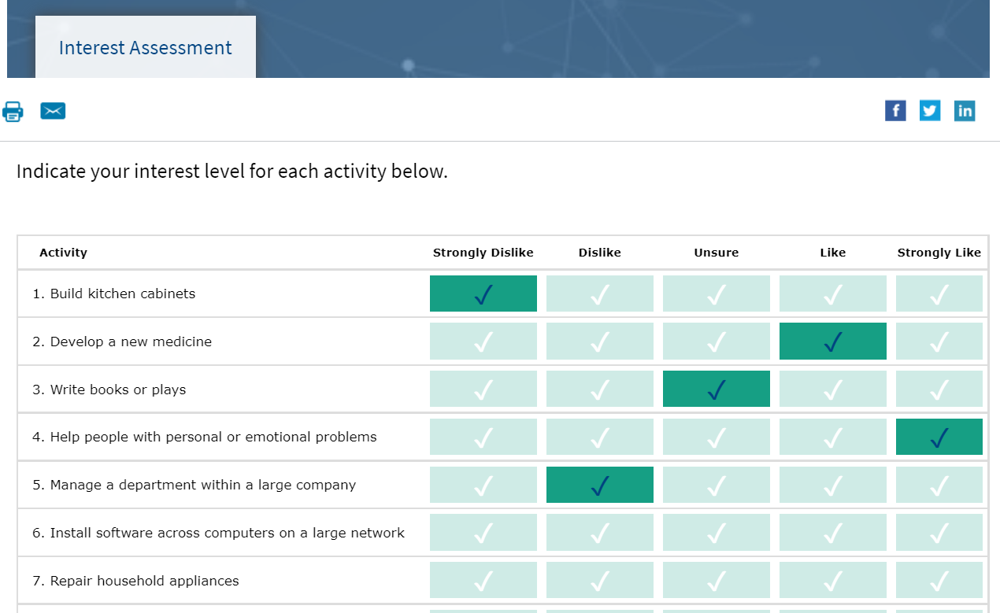 Interest Assessment
f
in
Indicate your interest level for each activity below.
Activity Strongly Dislike Dislike Unsure Like Strongly Like
1. Build kitchen cabinets
2. Develop a new medicine
3. Write books or plays
4. Help people with personal or emotional problems
5. Manage a department within a large company
6. Install software across computers on a large network
7. Repair household appliances